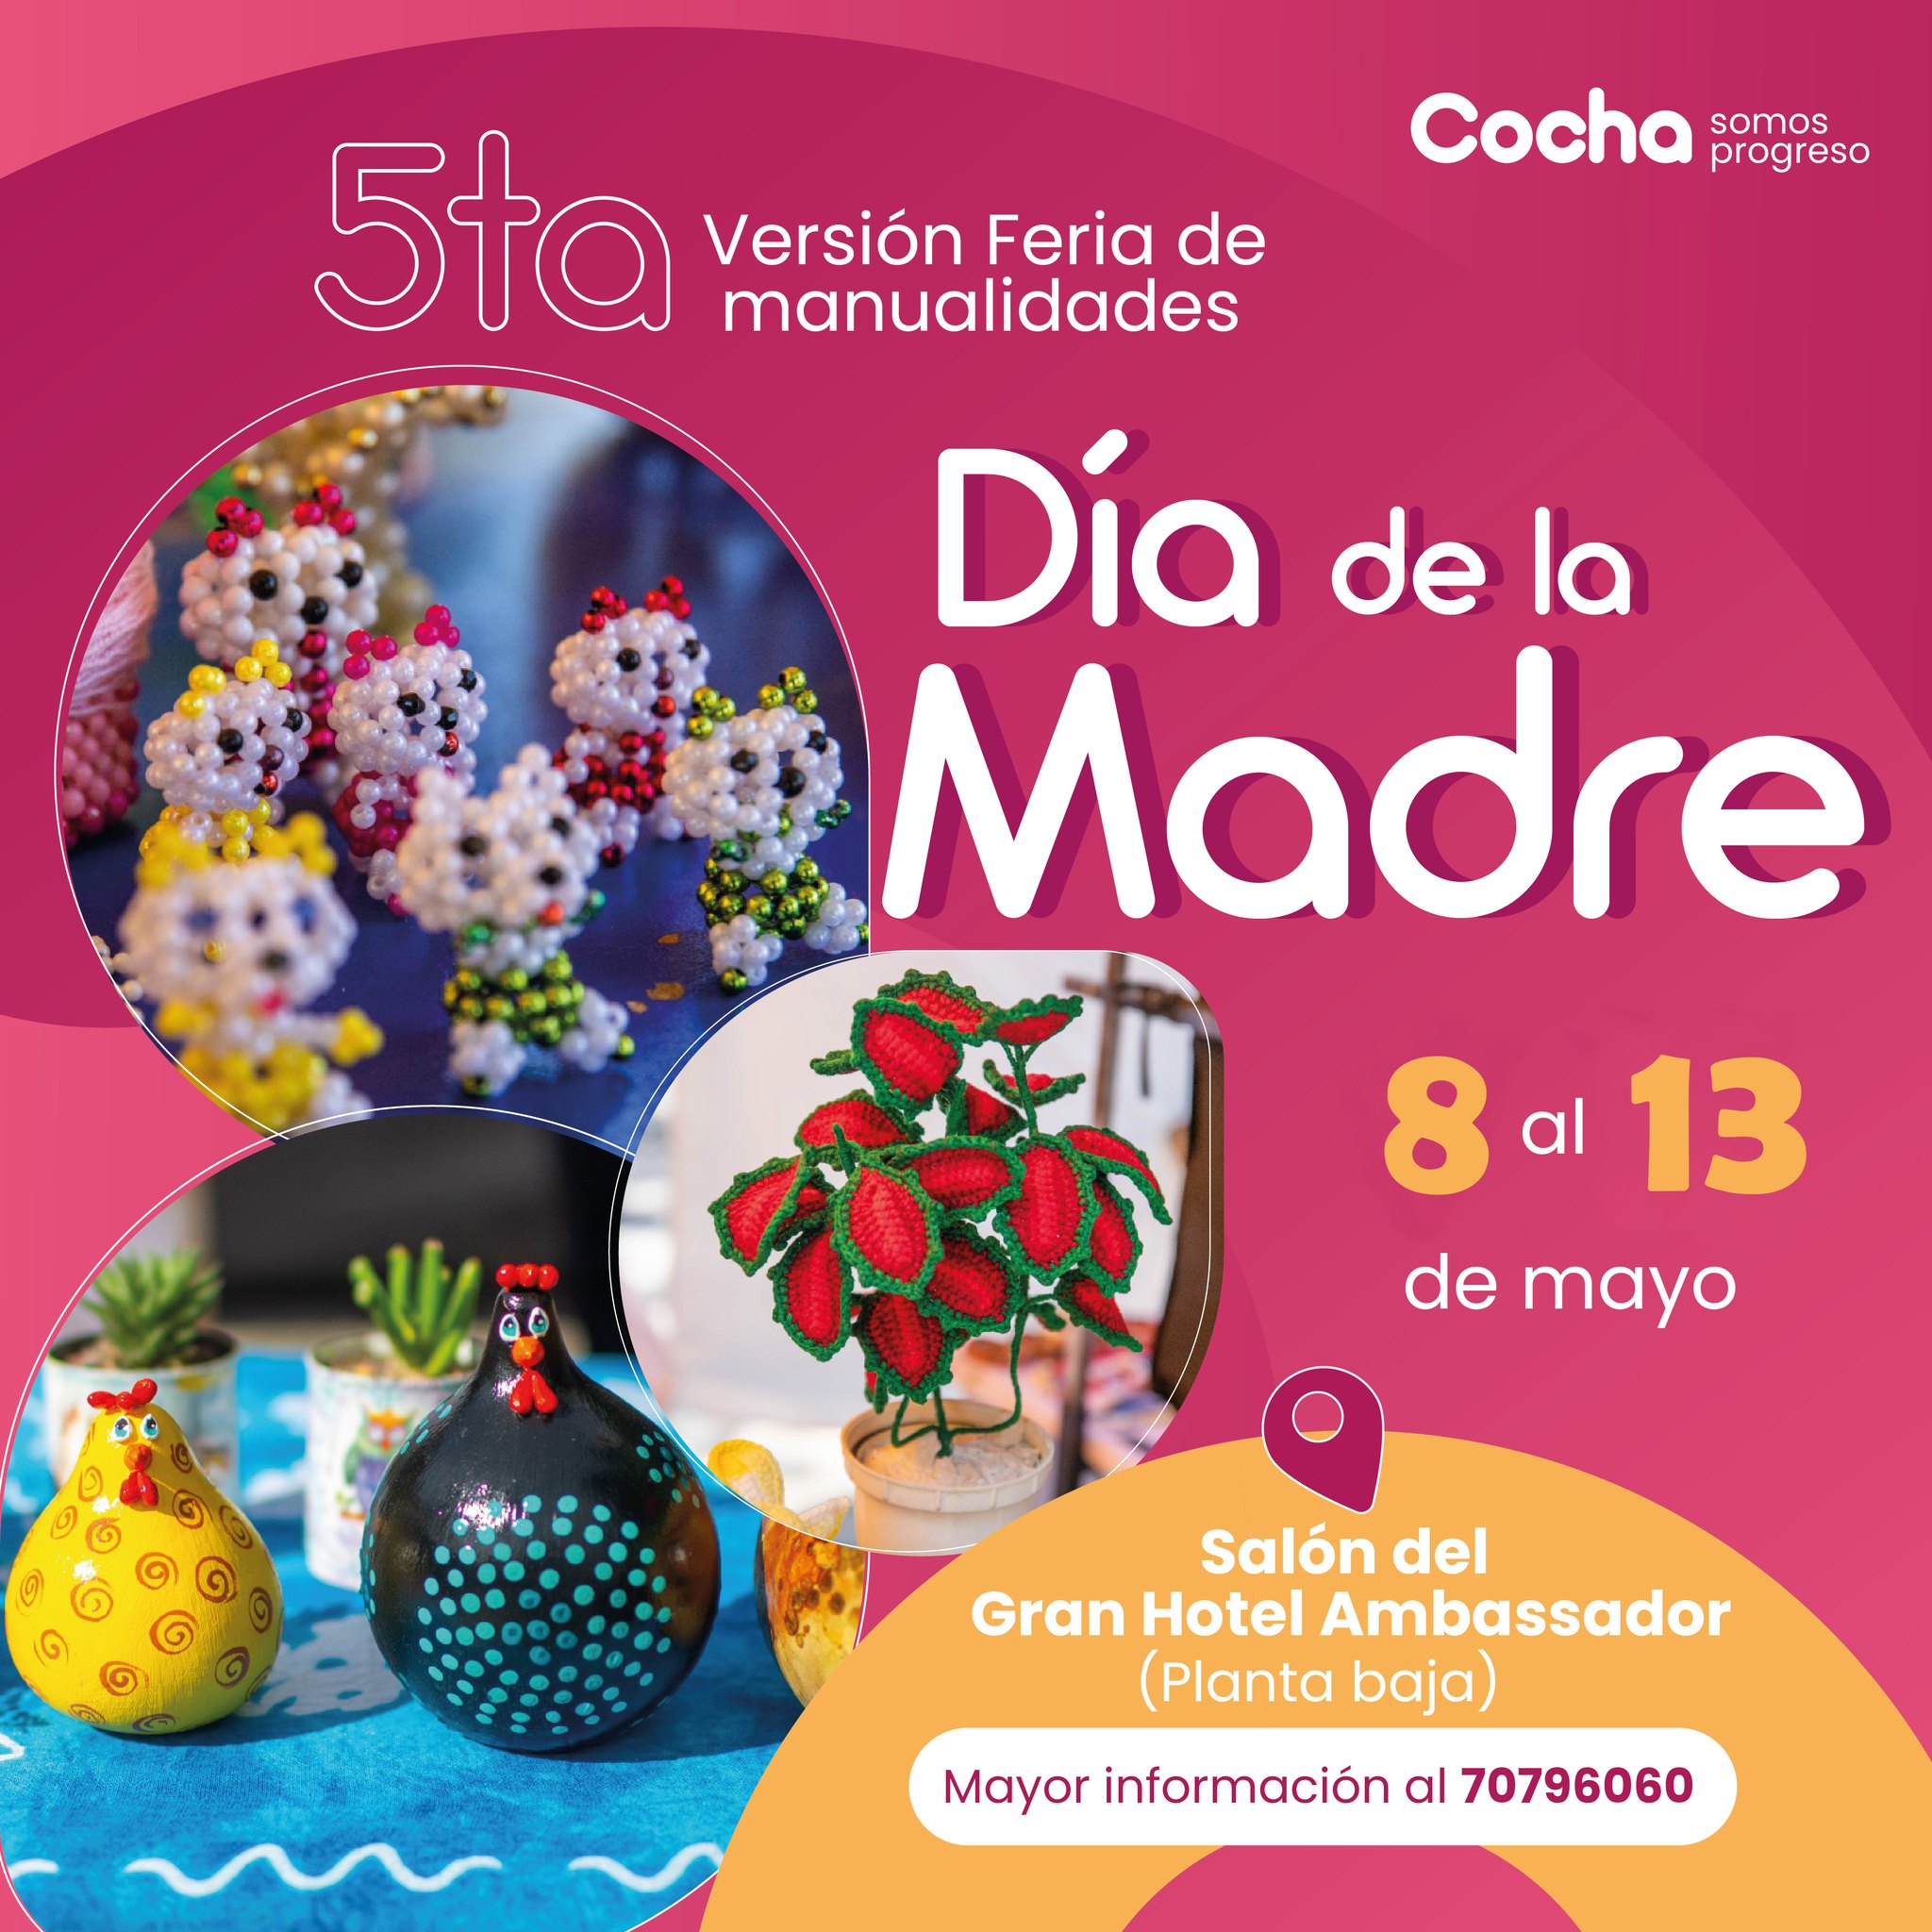 Cocha somos
progreso
5ta Versión Feria de
manualidades
Día de la
Madre
8 al 13
de mayo
Salón del
Gran Hotel Ambassador
(Planta baja)
Mayor información al 70796060